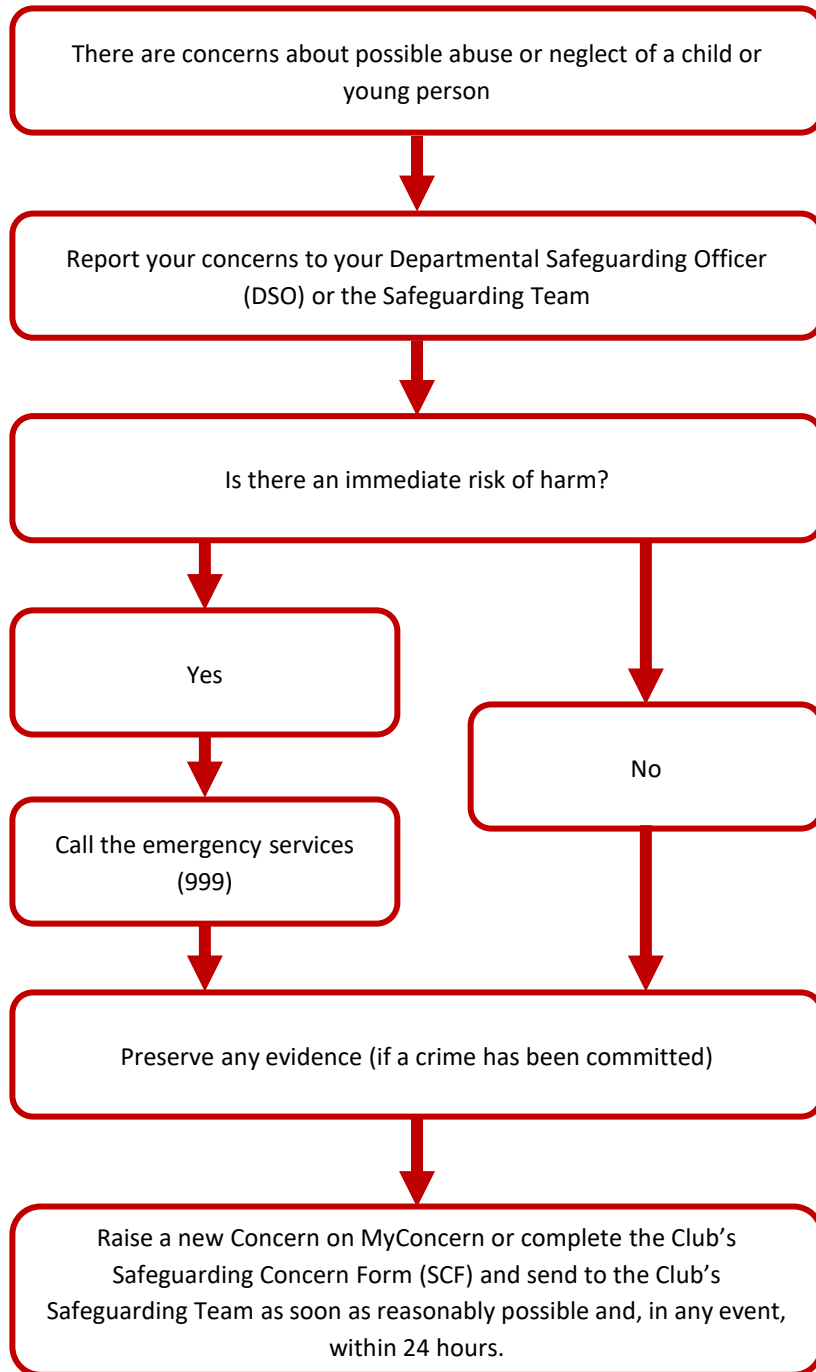 There are concerns about possible abuse or neglect of a child or
young person
Report your concerns to your Departmental Safeguarding Officer
(DSO) or the Safeguarding Team
Is there an immediate risk of harm?
Yes
No
Call the emergency services
(999)
Preserve any evidence (if a crime has been committed)
Raise a new Concern on MyConcern or complete the Club’s
Safeguarding Concern Form (SCF) and send to the Club’s
Safeguarding Team as soon as reasonably possible and, in any event,
within 24 hours.